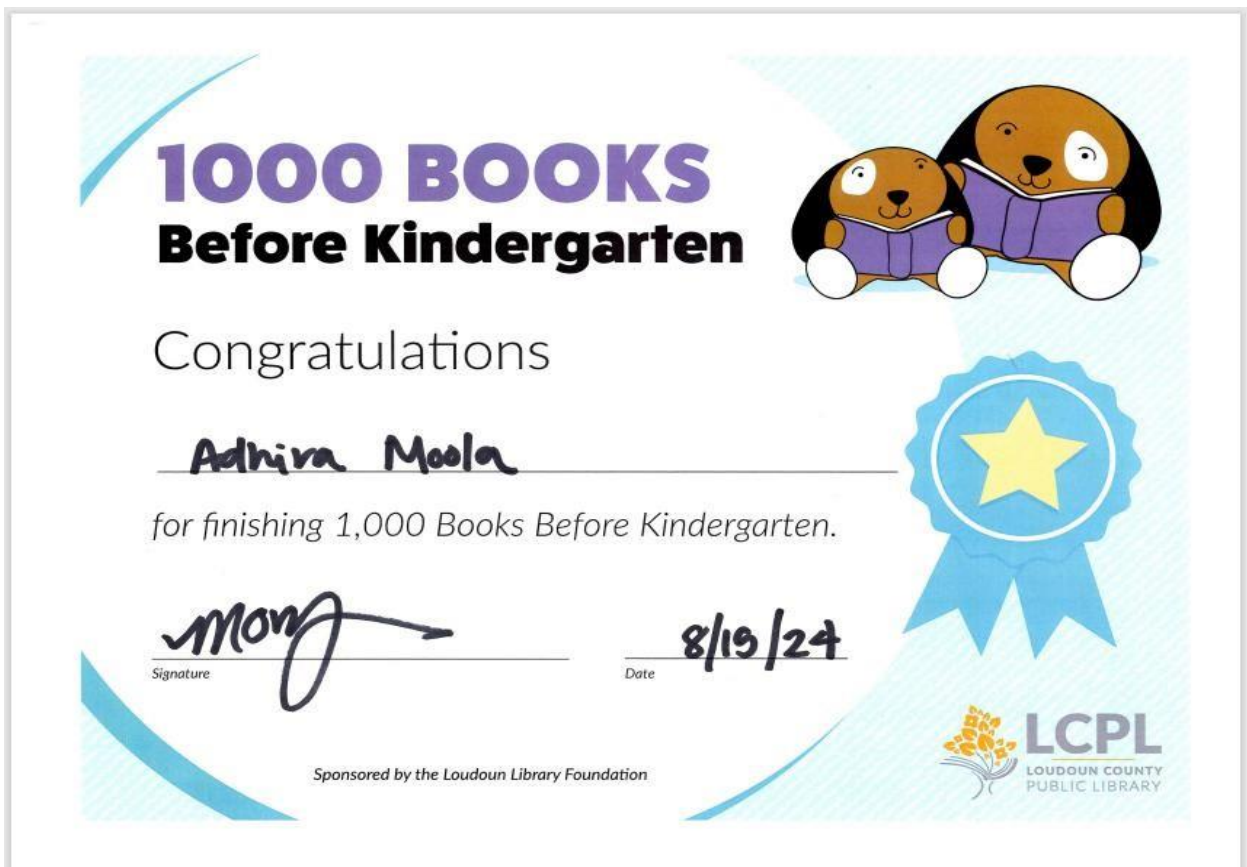 1000 BOOKS
Before Kindergarten
Congratulations
Adhira Moola
for finishing 1,000 Books Before Kindergarten.
Signature
8/19/24
Date
Sponsored by the Loudoun Library Foundation
LCPL
LOUDOUN COUNTY
PUBLIC LIBRARY